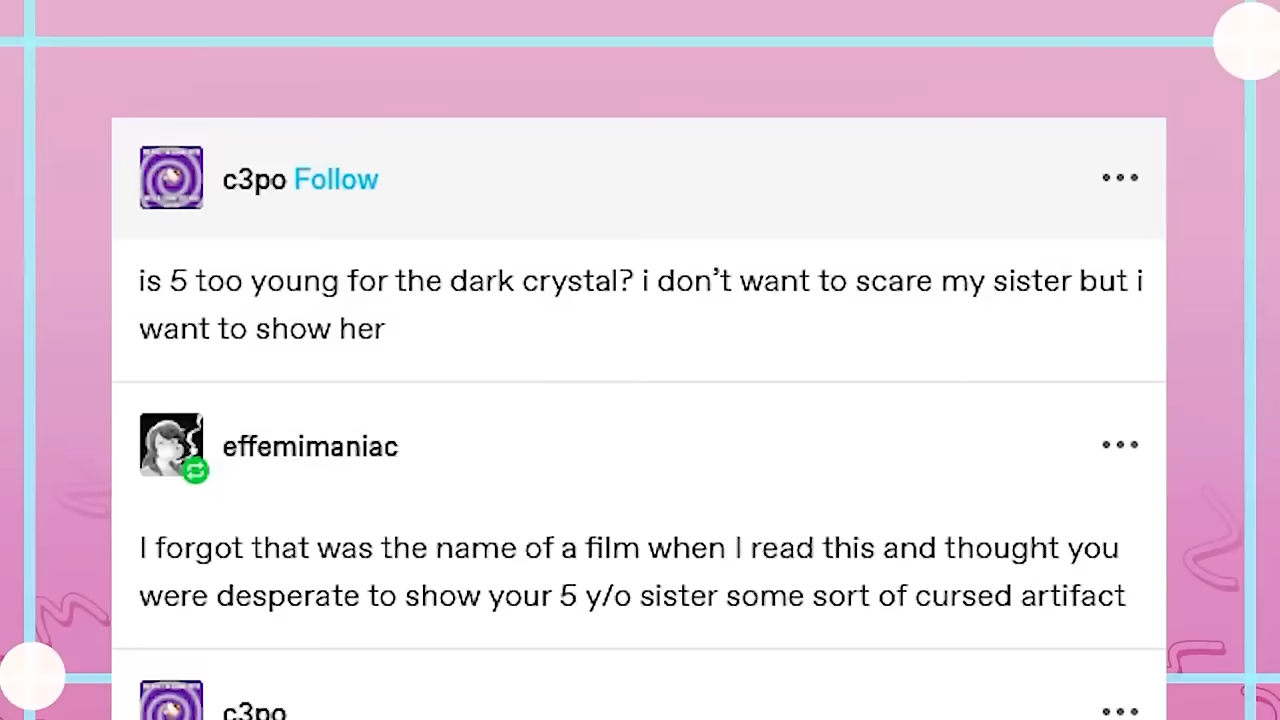 c3po Follow
is 5 too young for the dark crystal? i don’t want to scare my sister but i
want to show her
effemimaniac
I forgot that was the name of a film when I read this and thought you
were desperate to show your 5 y/o sister some sort of cursed artifact
c3po